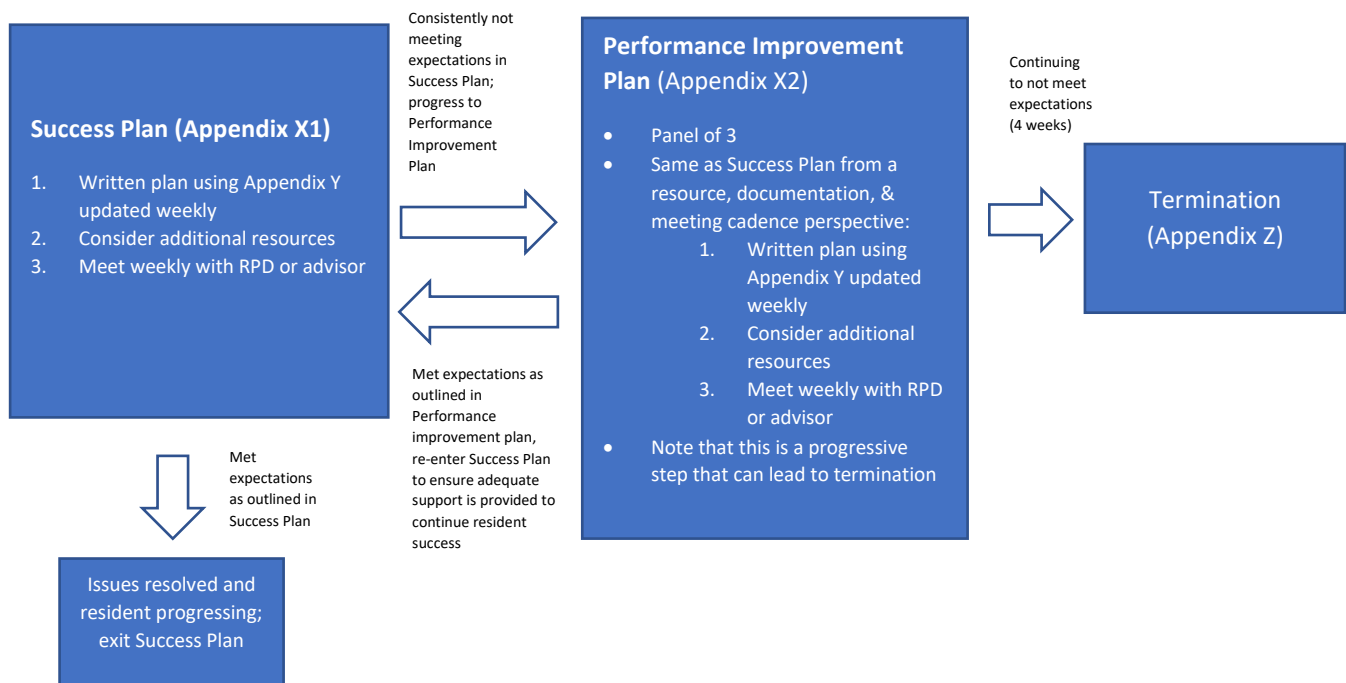 Success Plan (Appendix X1)
1. Written plan using Appendix Y
updated weekly
2. Consider additional resources
3. Meet weekly with RPD or advisor
Consistently not
meeting
expectations in
Success Plan;
progress to
Performance
Improvement
Plan
Performance Improvement
Plan (Appendix X2)
• Panel of 3
• Same as Success Plan from a
resource, documentation, &
meeting cadence perspective:
1. Written plan using
Appendix Y updated
weekly
2. Consider additional
resources
3. Meet weekly with RPD
or advisor
• Note that this is a progressive
step that can lead to termination
Continuing
to not meet
expectations
(4 weeks)
Termination
(Appendix Z)
Met expectations as
outlined in
Performance
improvement plan,
re-enter Success Plan
to ensure adequate
support is provided to
continue resident
success
Met
expectations
as outlined in
Success Plan
Issues resolved and
resident progressing;
exit Success Plan